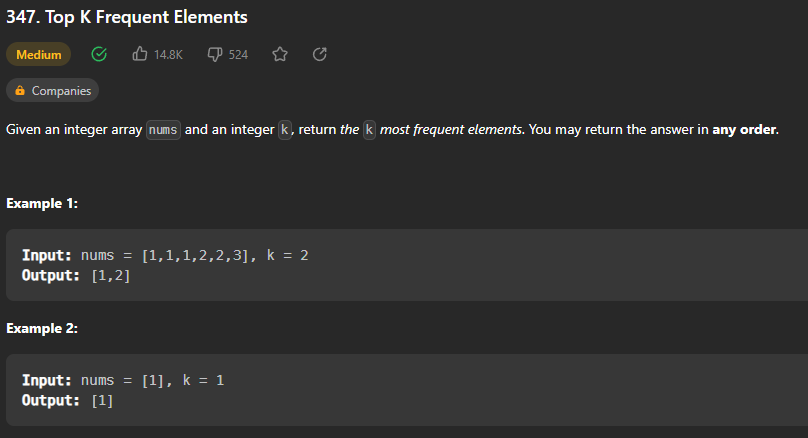 347. Top K Frequent Elements
Medium 14.8K 524
Companies
Given an integer array nums and an integer k, return the k most frequent elements. You may return the answer in any order.
Example 1:
Input: nums = [1,1,1,2,2,3], k = 2
Output: [1,2]
Example 2:
Input: nums = [1], k = 1
Output: [1]